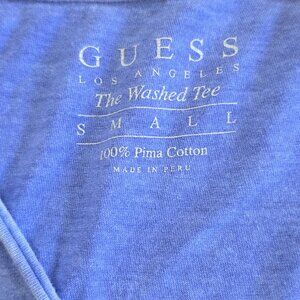 GUESS
LOS ANGELES
The Washed Tee
SMALL
100% Pima Cotton
MADE IN PERU